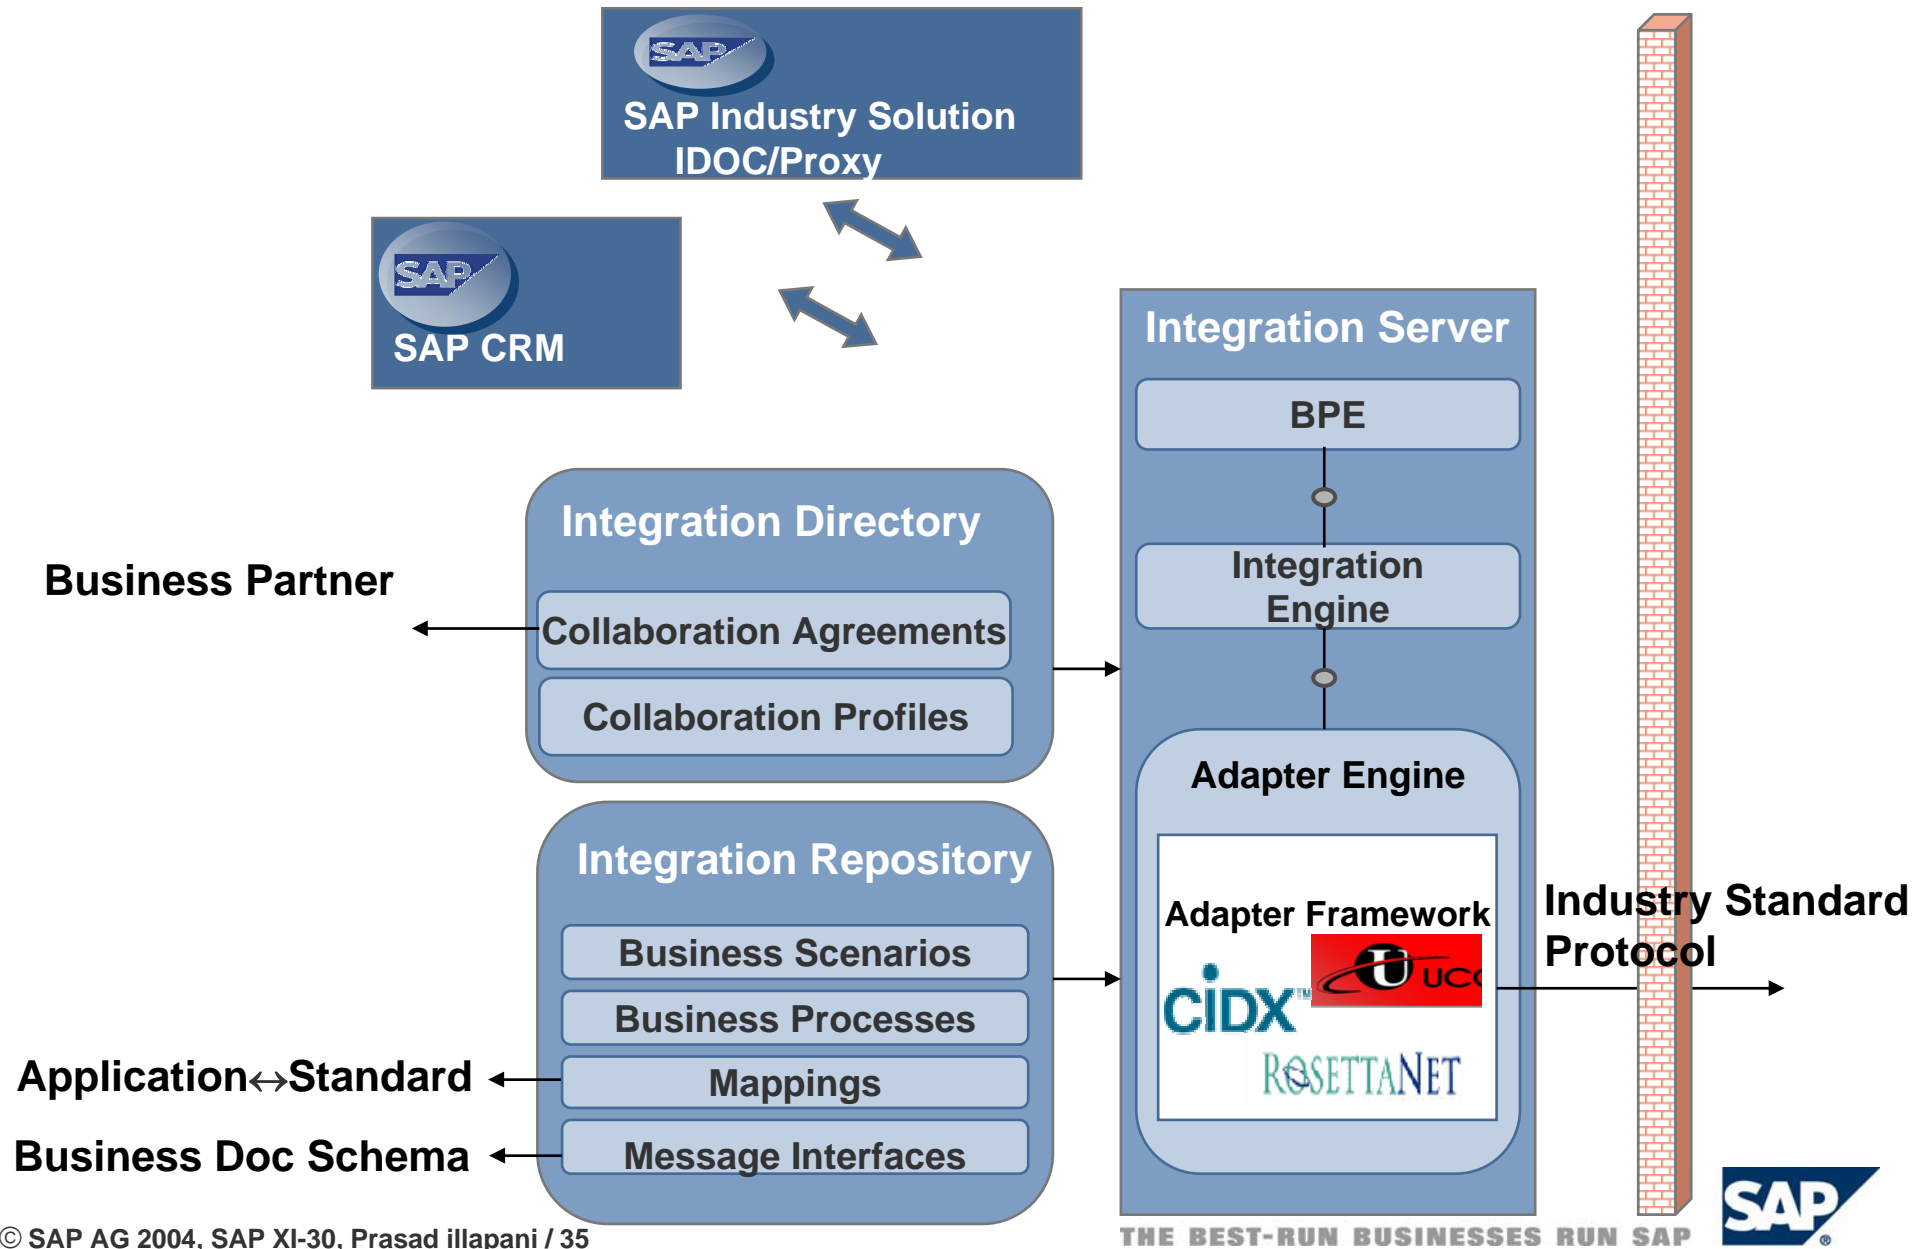 SAP
SAP Industry Solution
IDOC/Proxy
SAP
SAP CRM
Integration Server
BPE
Integration
Engine
Integration Directory
Business Partner
Collaboration Agreements
Collaboration Profiles
Adapter Engine
Integration Repository
Adapter Framework
Industry Standard
Protocol
UCC
CIDX™
ROSETTANET
Business Scenarios
Business Processes
Application↔Standard
Mappings
Business Doc Schema
Message Interfaces
© SAP AG 2004, SAP XI-30, Prasad illapani / 35
THE BEST-RUN BUSINESSES RUN SAP
SAP®